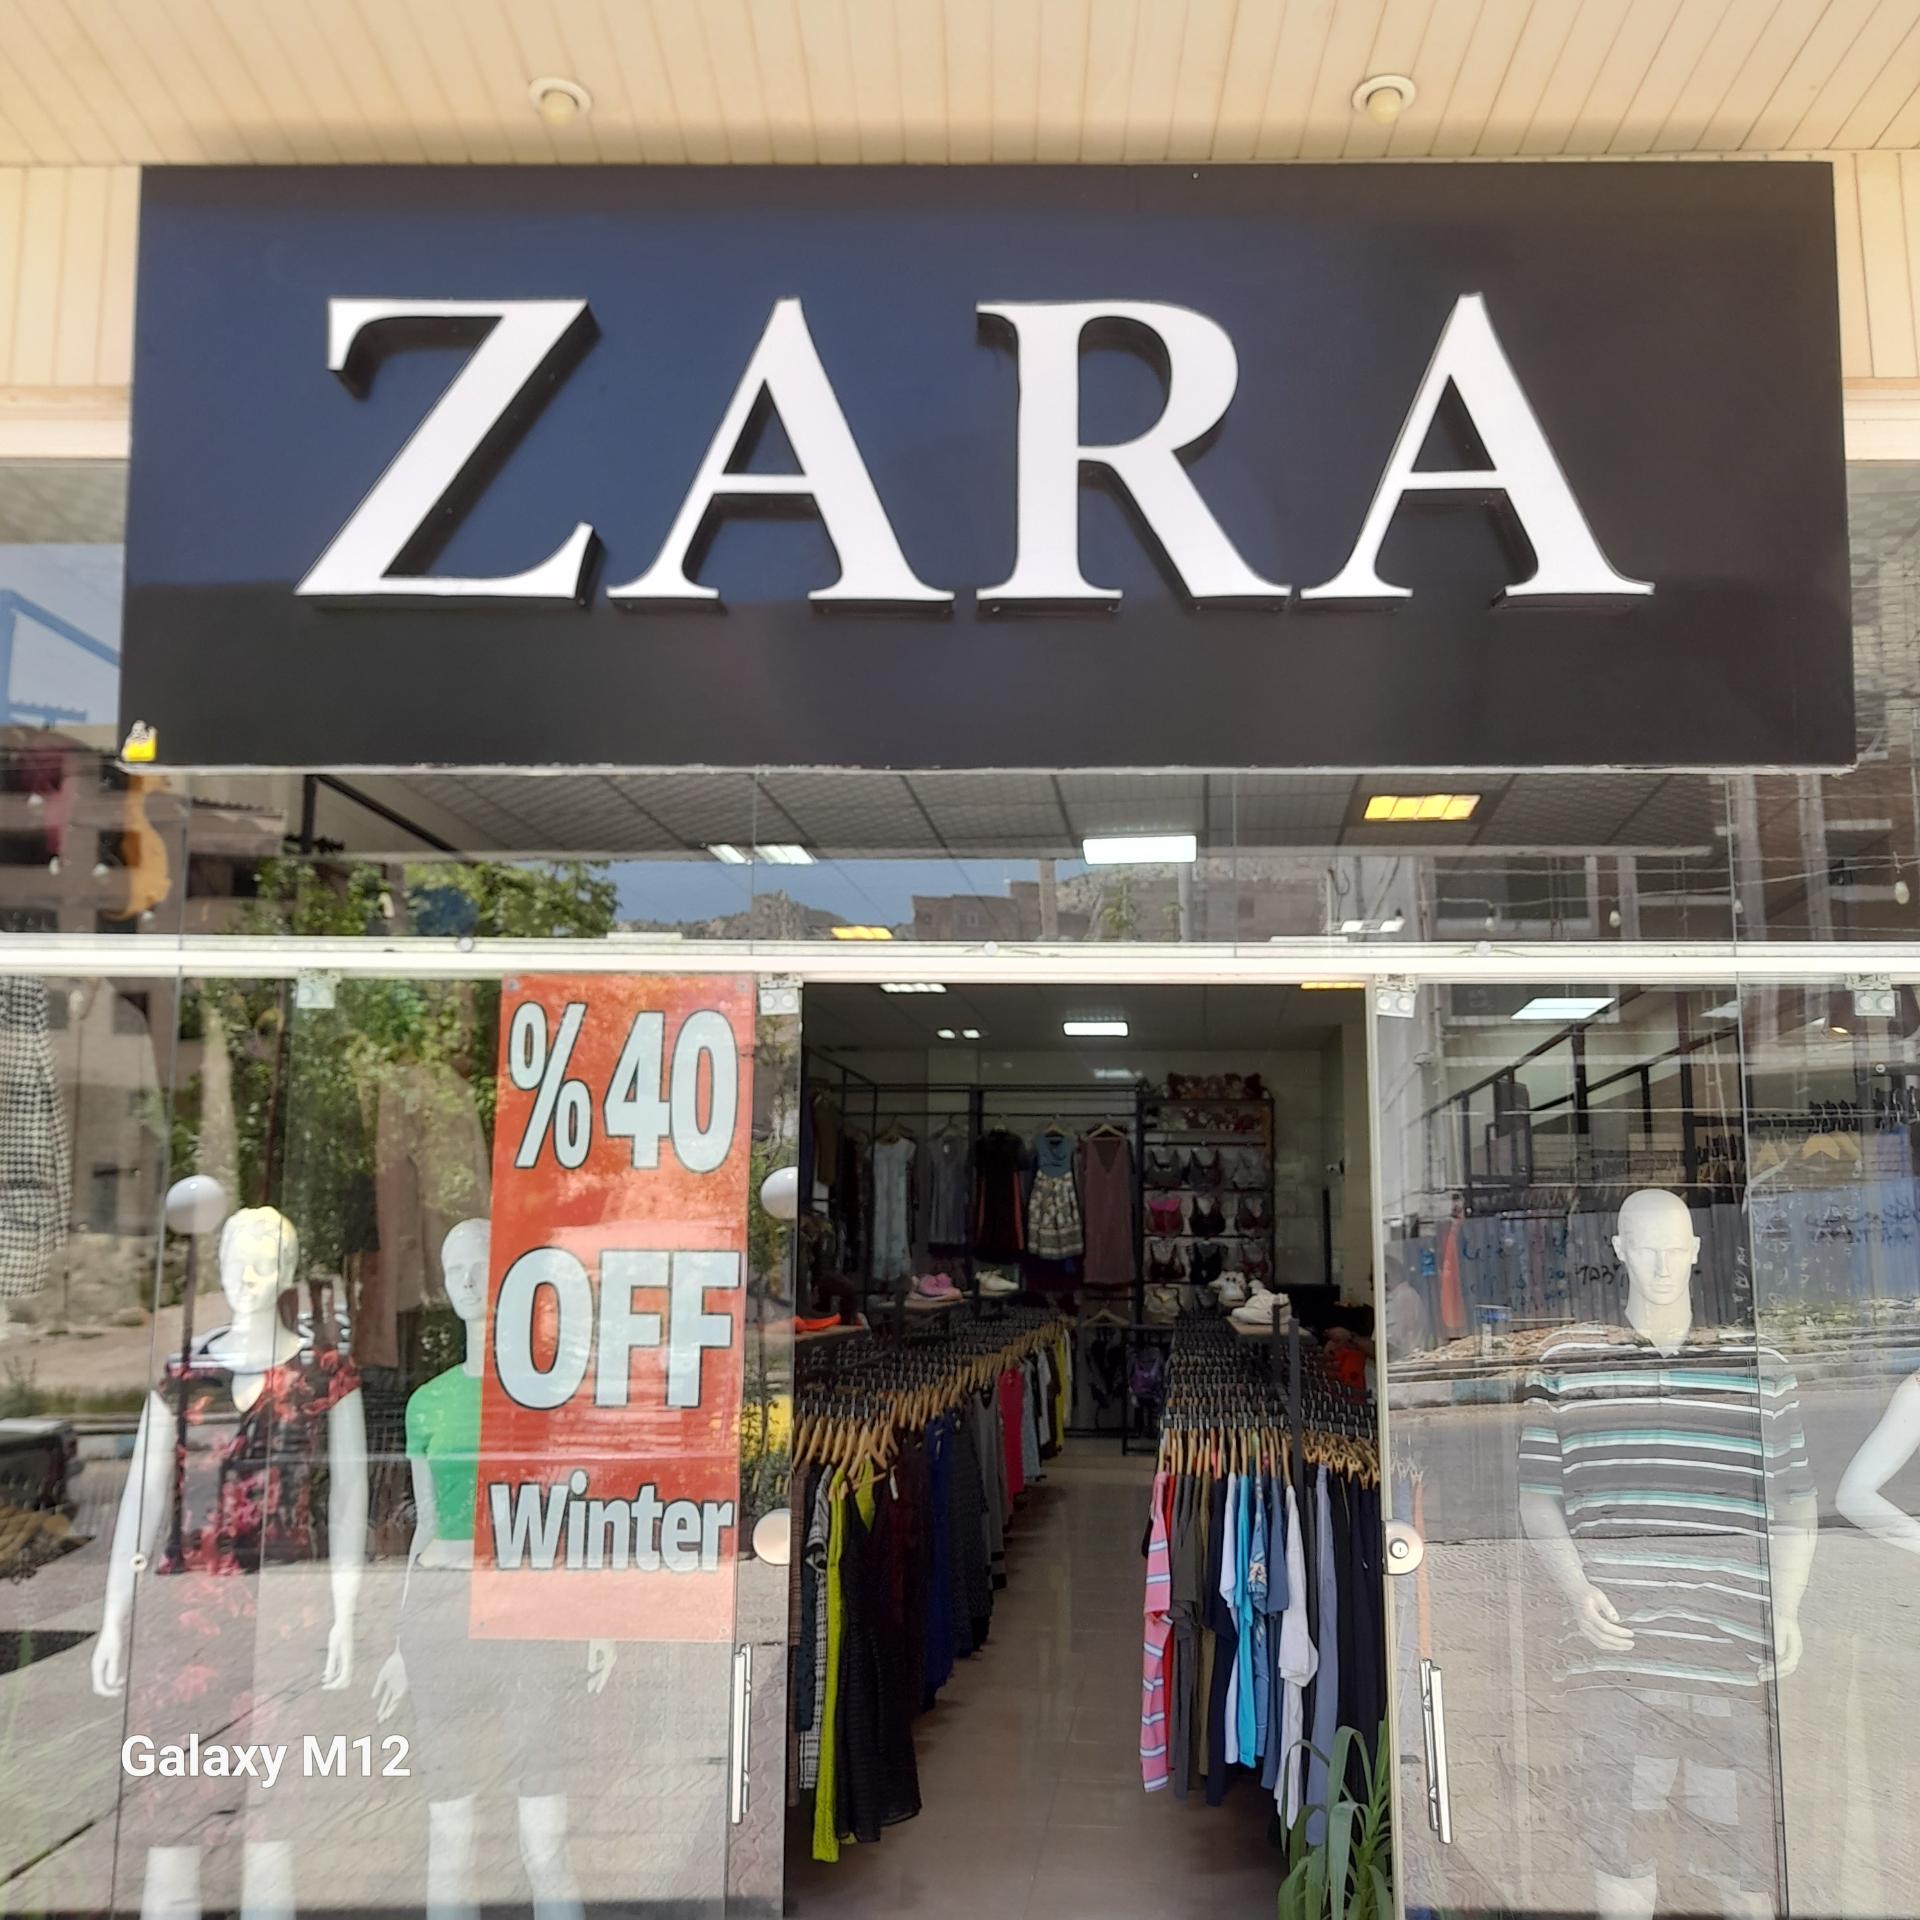 ZARA
%40
OFF
Winter
Galaxy M12